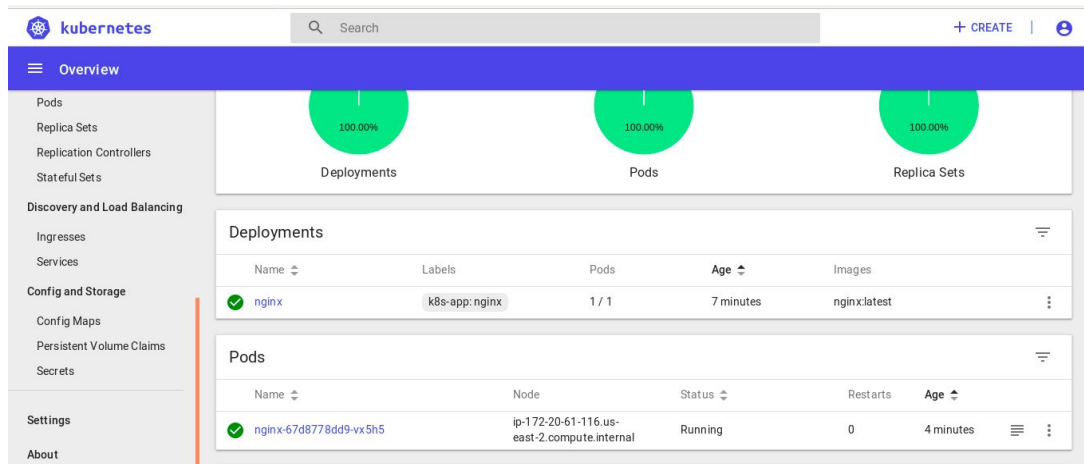 kubernetes
Search
+ CREATE
Overview
Pods
Replica Sets
Replication Controllers
Stateful Sets
Discovery and Load Balancing
Ingresses
Services
Config and Storage
Config Maps
Persistent Volume Claims
Secrets
Settings
About
100.00% 100.00% 100.00%
Deployments Pods Replica Sets
Deployments
Name Labels Pods Age Images
nginx k8s-app: nginx 1 / 1 7 minutes nginx:latest
Pods
Name Node Status Restarts Age
nginx-67d8778dd9-vx5h5 ip-172-20-61-116.us-
east-2.compute.internal Running 0 4 minutes